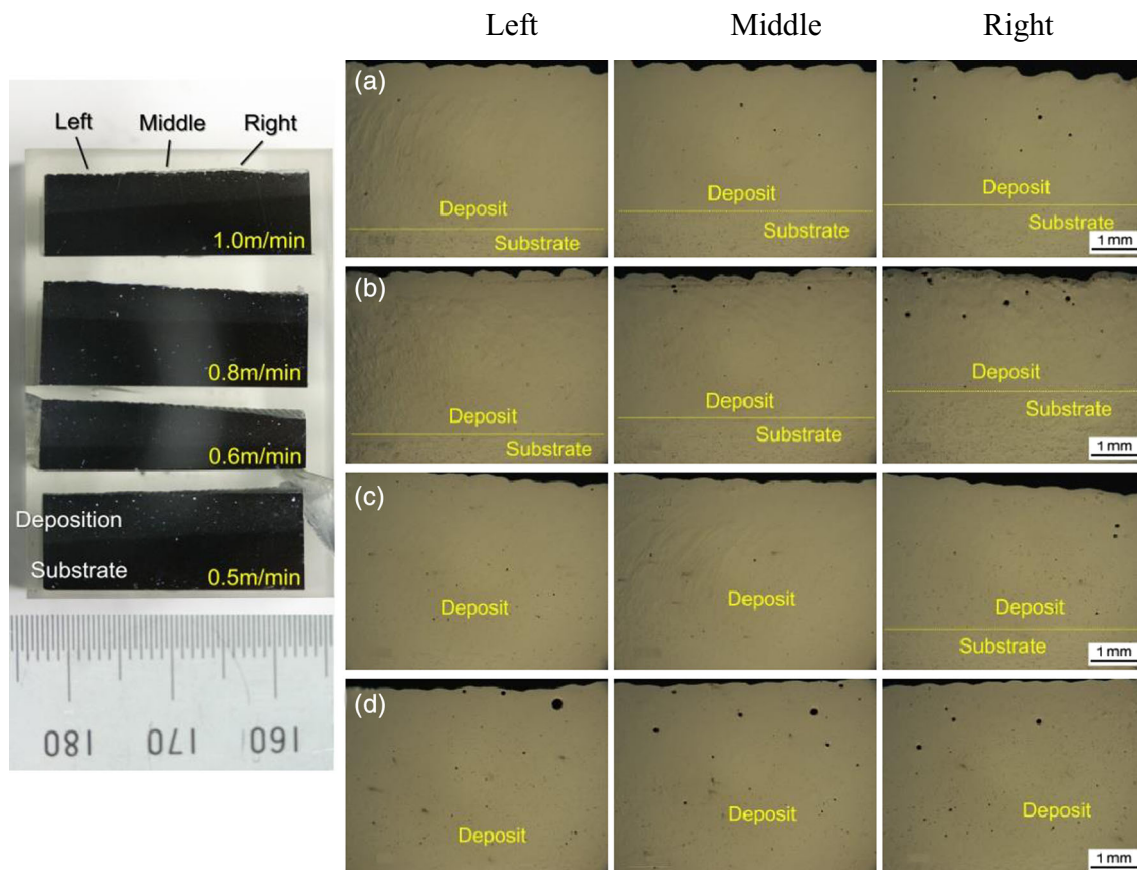 Left Middle Right
Left Middle Right
1.0m/min
0.8m/min
0.6m/min
Deposition
Substrate
0.5m/min
180 170 160
(a)
Deposit
Substrate
Deposit
Substrate
Deposit
Substrate
1 mm
(b)
Deposit
Substrate
Deposit
Substrate
Deposit
Substrate
1 mm
(c)
Deposit
Deposit
Deposit
Substrate
1 mm
(d)
Deposit
Deposit
Deposit
1 mm